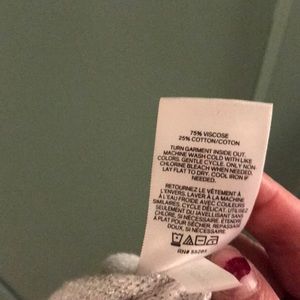 75% VISCOSE
25% COTTON/COTON
TURN GARMENT INSIDE OUT.
MACHINE WASH COLD WITH LIKE
COLORS. GENTLE CYCLE. ONLY NON
CHLORINE BLEACH WHEN NEEDED.
LAY FLAT TO DRY. COOL IRON IF
NEEDED.
RETOURNEZ LE VÊTEMENT À
L'ENVERS. LAVER À LA MACHINE
À L'EAU FROIDE AVEC COULEURS
SIMILAIRES. CYCLE DÉLICAT. UTILISER
SEULEMENT DU JAVELLISANT SANS
CHLORE, SI NÉCESSAIRE. ÉTENDRE
À PLAT POUR SÉCHER. REPASSAGE
DOUX, SI NÉCESSAIRE.
RN#